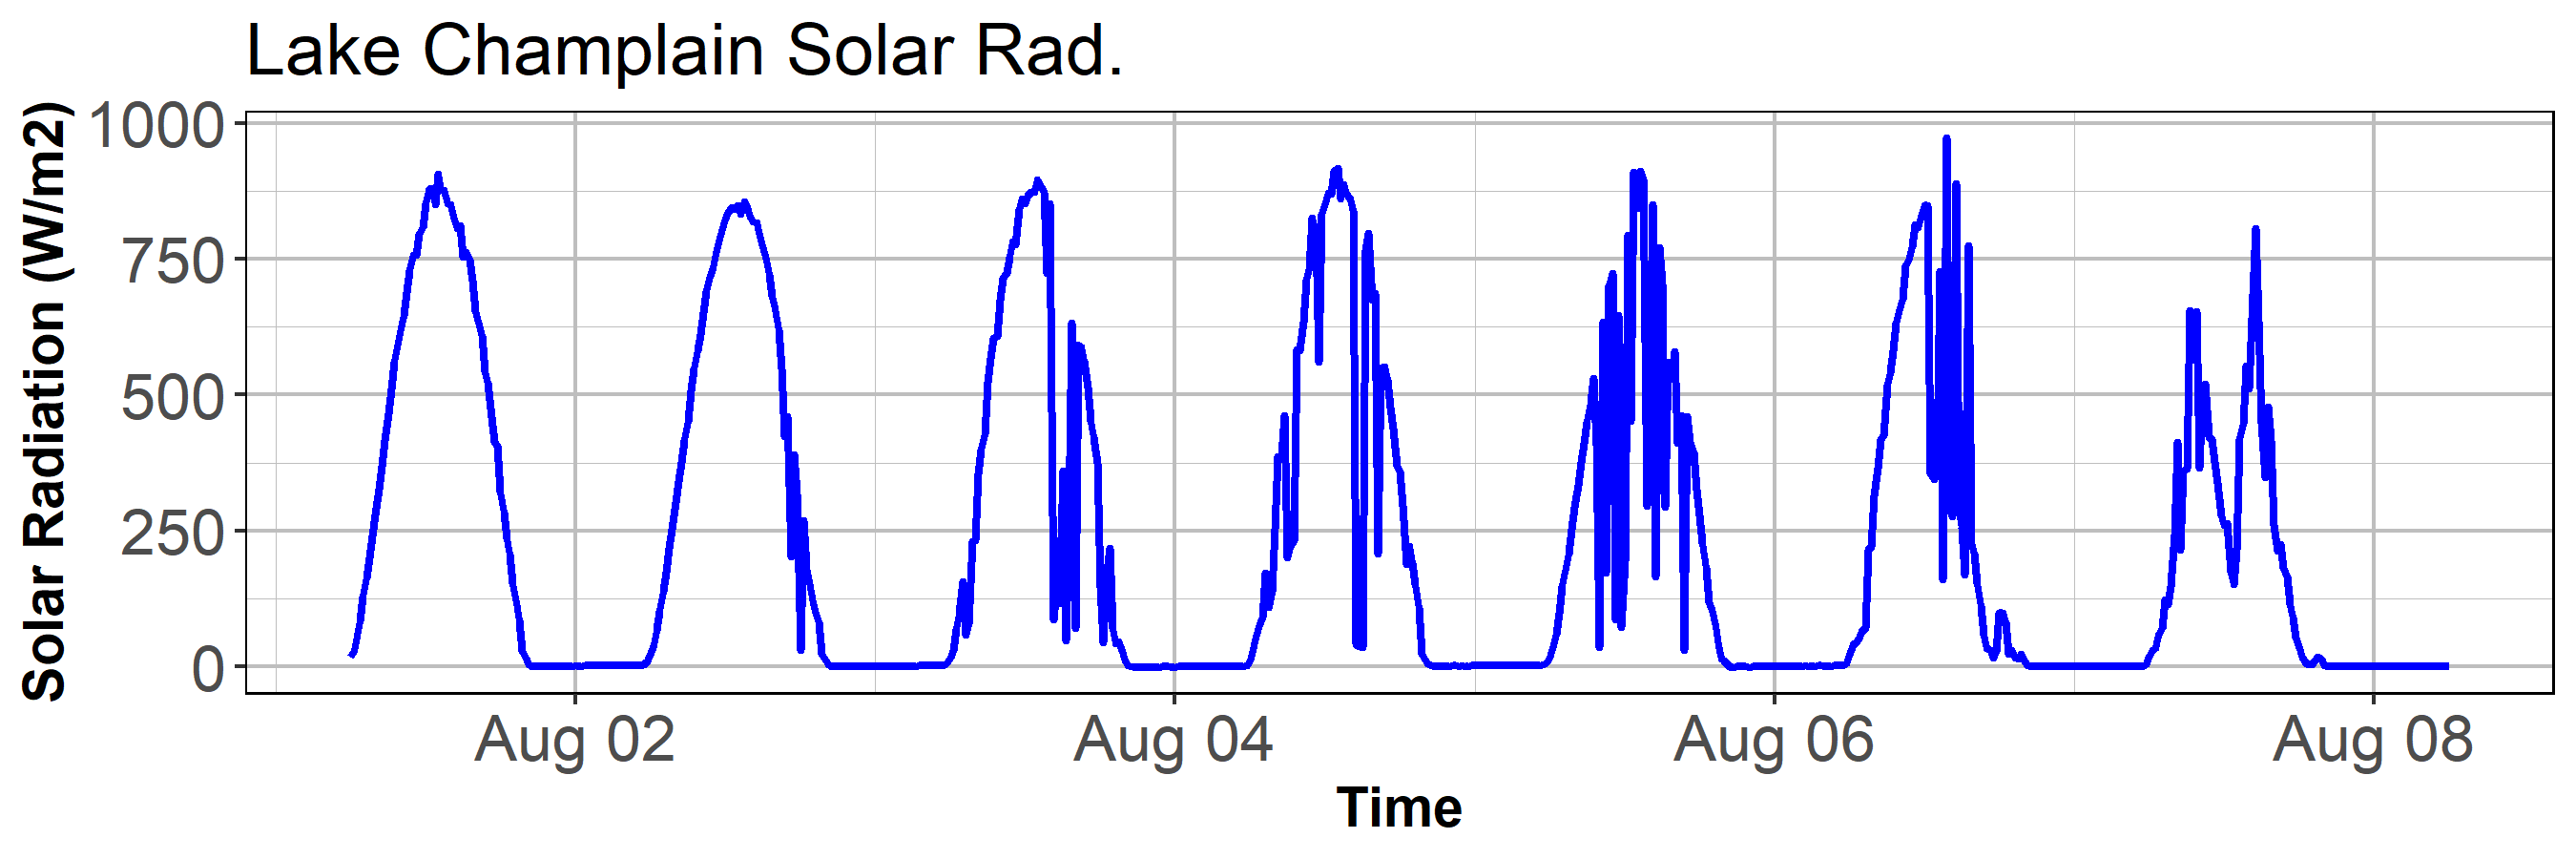 Lake Champlain Solar Rad.
Solar Radiation (W/m2)
1000
750
500
250
0
Aug 02 Aug 04 Aug 06 Aug 08
Time